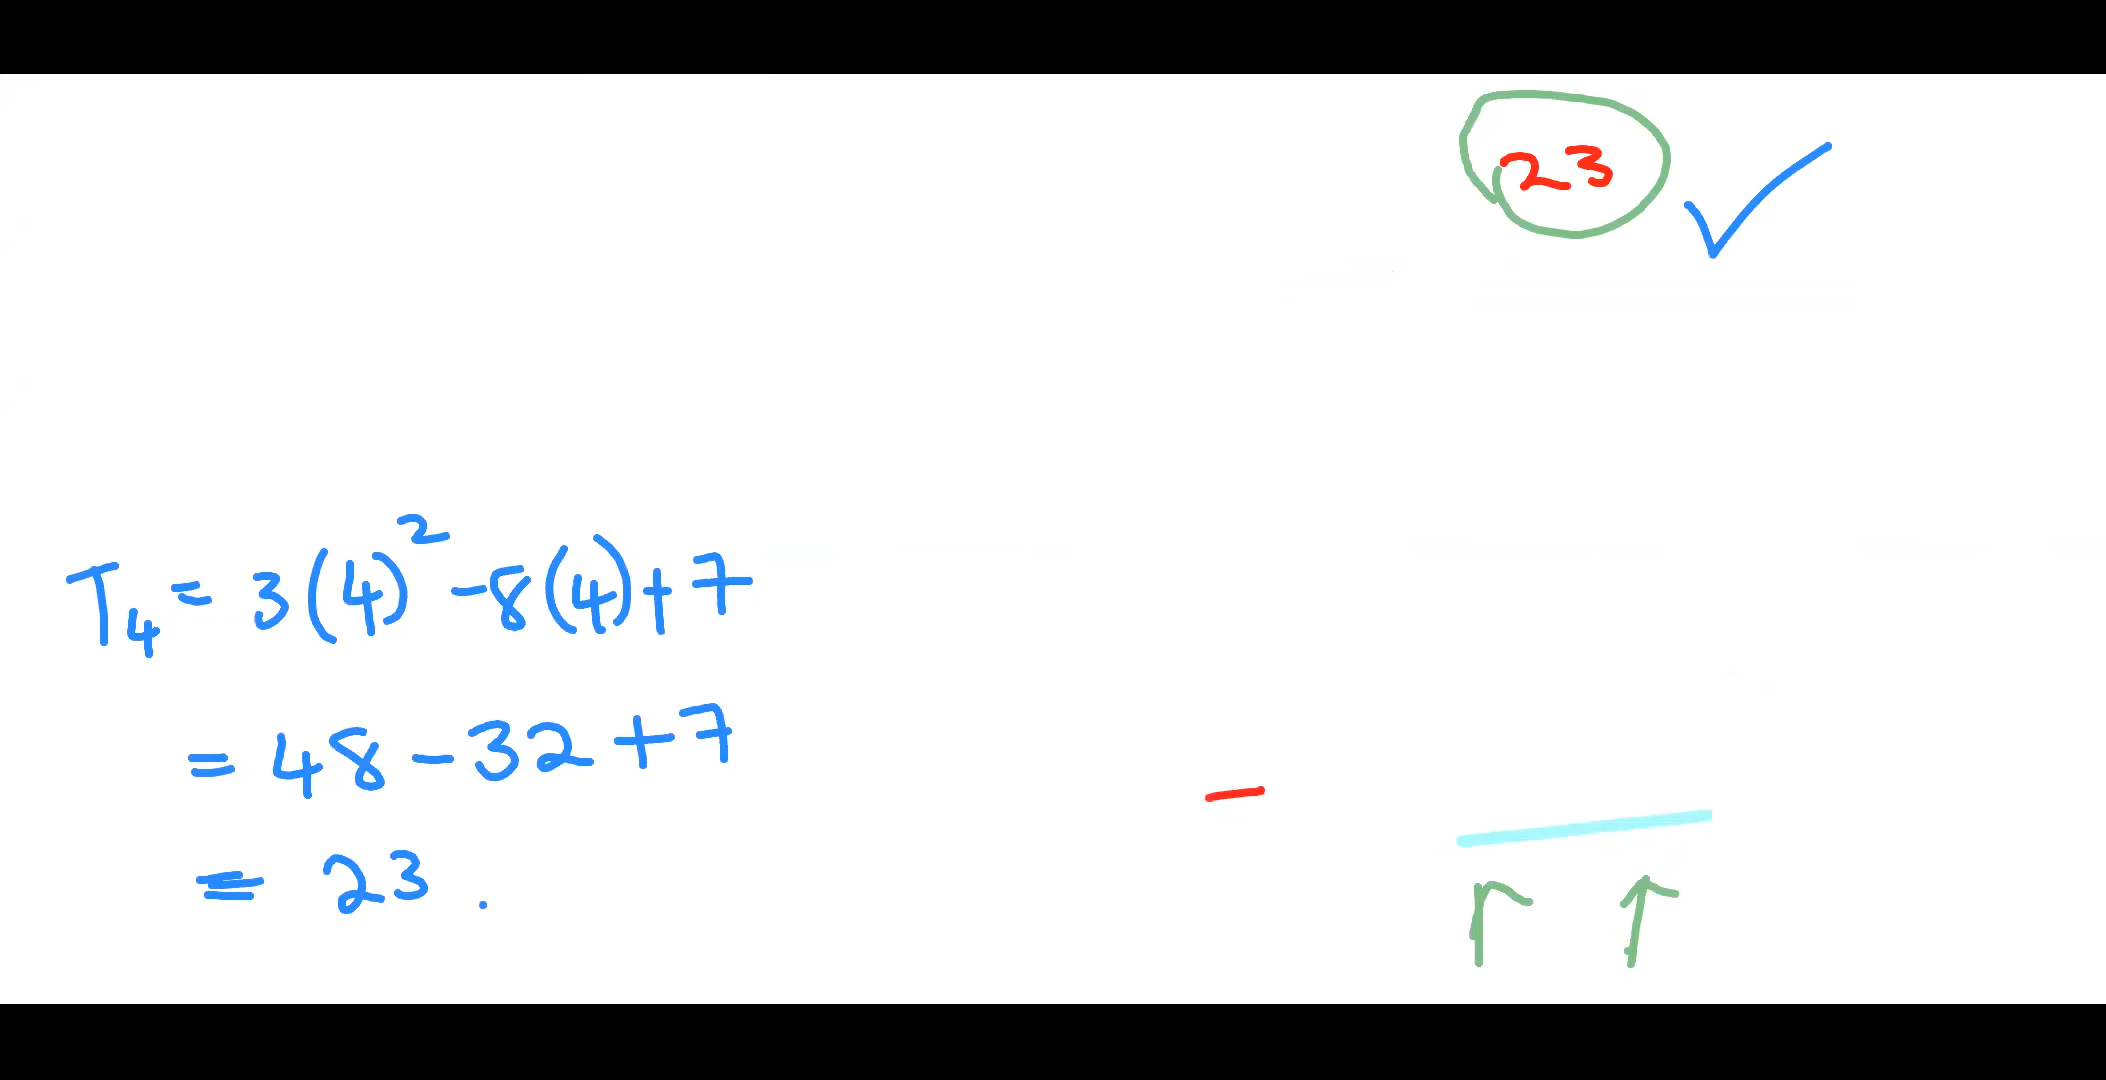 23
T₄ = 3(4)² - 8(4) + 7
= 48 - 32 + 7
= 23.